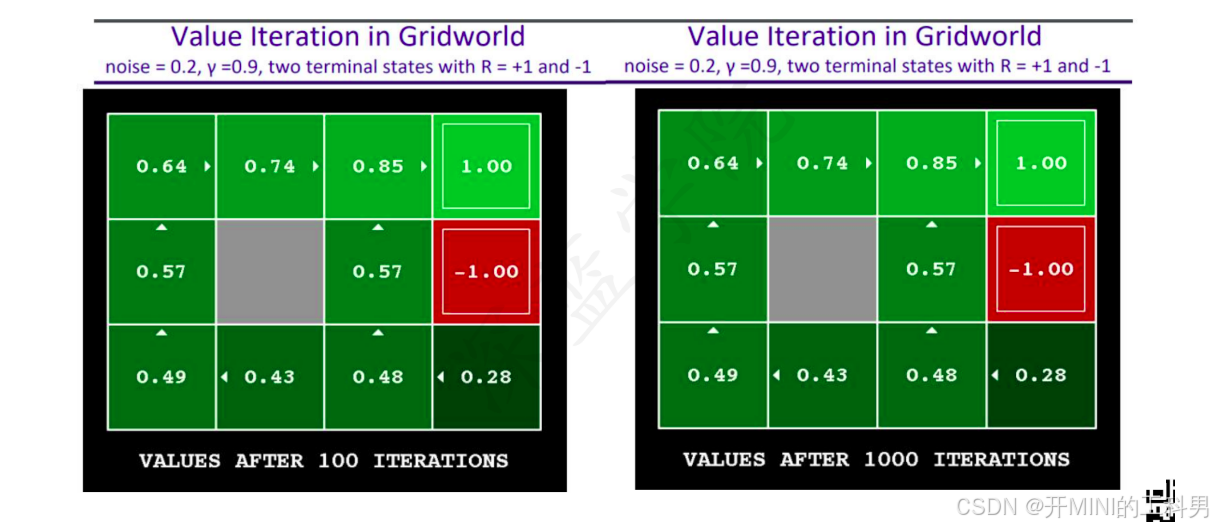 Value Iteration in Gridworld
noise = 0.2, γ =0.9, two terminal states with R = +1 and -1
0.64 0.74 0.85 1.00
0.57 0.57 -1.00
0.49 0.43 0.48 0.28
VALUES AFTER 100 ITERATIONS
Value Iteration in Gridworld
noise = 0.2, γ =0.9, two terminal states with R = +1 and -1
0.64 0.74 0.85 1.00
0.57 0.57 -1.00
0.49 0.43 0.48 0.28
VALUES AFTER 1000 ITERATIONS
蓝学院
CSDN @开MINI的工科男